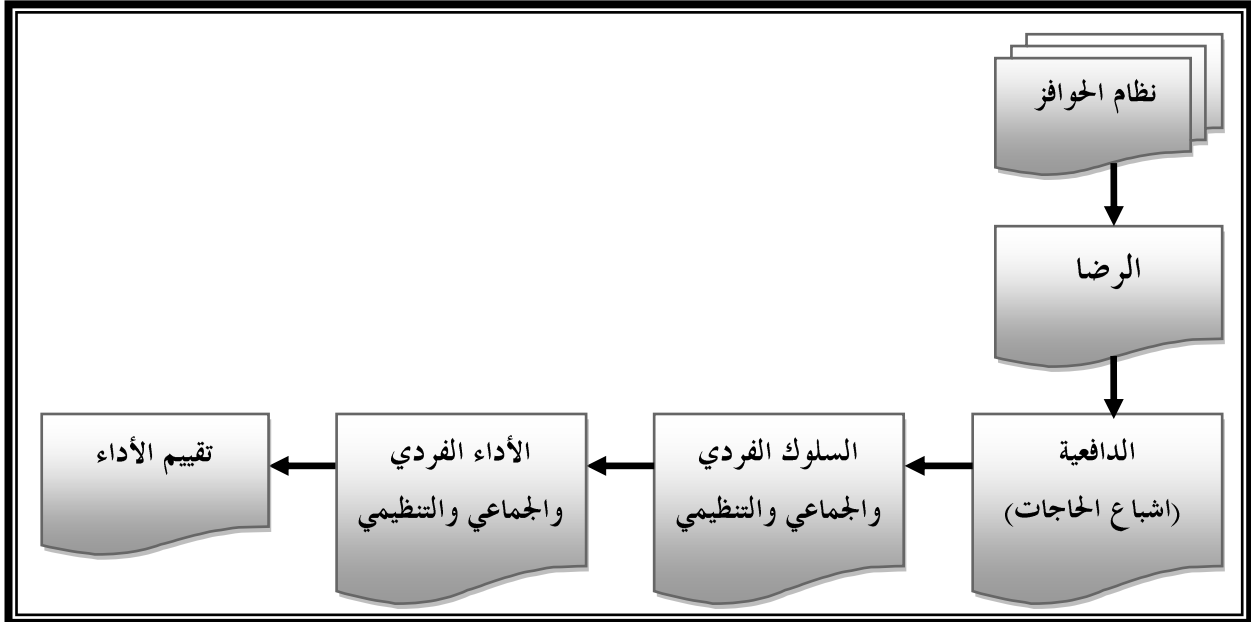 نظام الحوافز
الرضا
الدافعية
(اشباع الحاجات)
السلوك الفردي
والجماعي والتنظيمي
الأداء الفردي
والجماعي والتنظيمي
تقييم الأداء